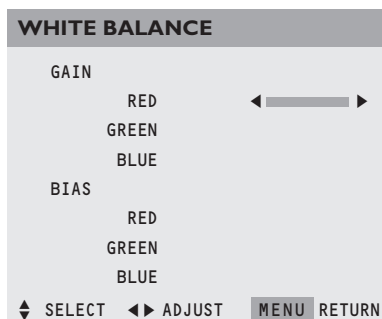 WHITE BALANCE
GAIN
RED
GREEN
BLUE
BIAS
RED
GREEN
BLUE
SELECT ADJUST MENU RETURN